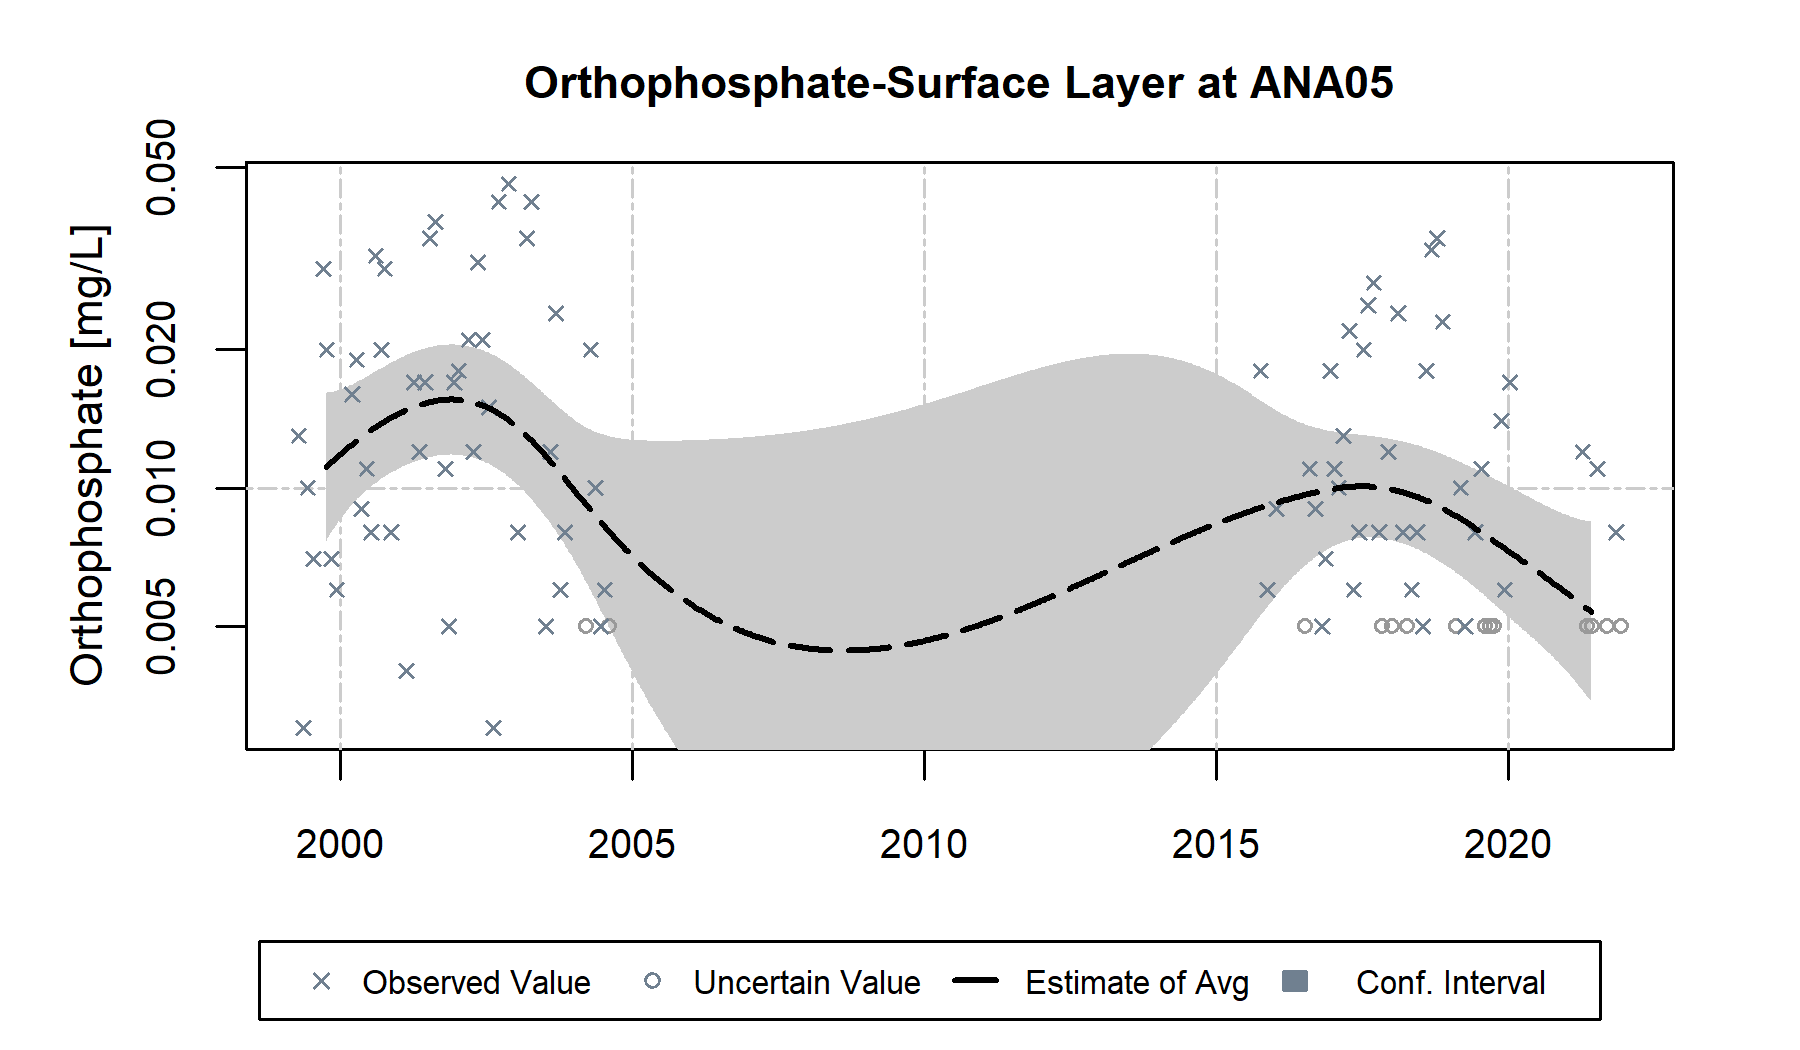 Orthophosphate-Surface Layer at ANA05
Orthophosphate [mg/L]
0.050
0.020
0.010
0.005
2000 2005 2010 2015 2020
Observed Value Uncertain Value Estimate of Avg Conf. Interval